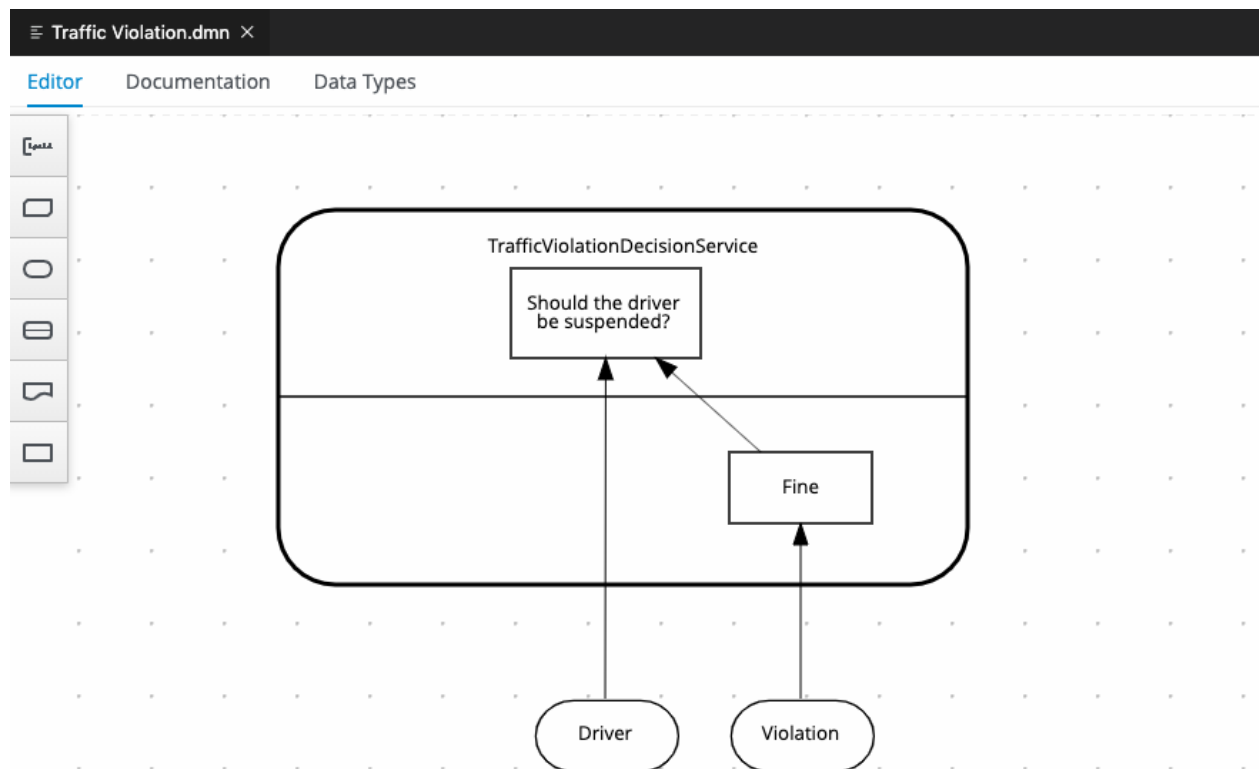 Traffic Violation.dmn
Editor Documentation Data Types
TrafficViolationDecisionService
Should the driver
be suspended?
Fine
Driver Violation